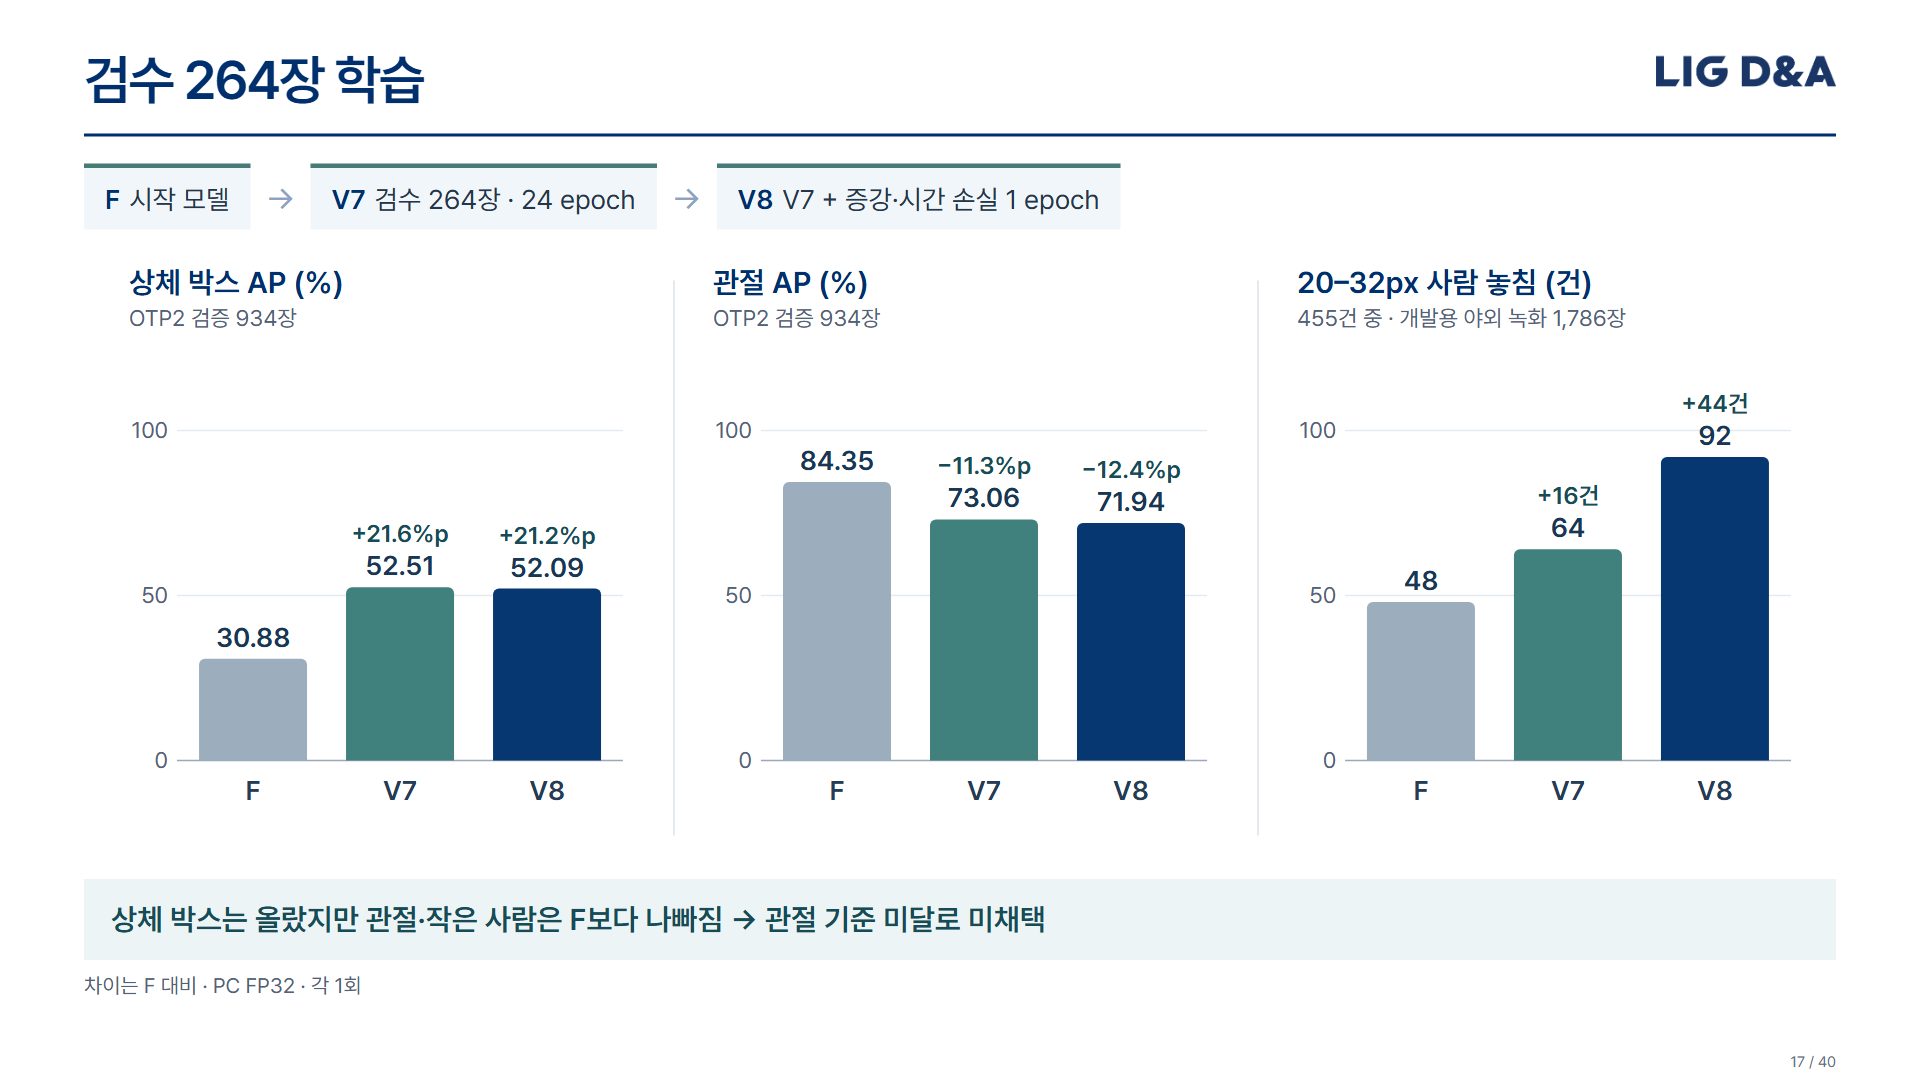 검수 264장 학습
LIG D&A
F 시작 모델 → V7 검수 264장 · 24 epoch → V8 V7 + 증강·시간 손실 1 epoch
상체 박스 AP (%)
OTP2 검증 934장
100
50
0
30.88
+21.6%p
52.51
+21.2%p
52.09
F V7 V8
관절 AP (%)
OTP2 검증 934장
100
50
0
84.35
−11.3%p
73.06
−12.4%p
71.94
F V7 V8
20–32px 사람 놓침 (건)
455건 중 · 개발용 야외 녹화 1,786장
100
50
0
48
+16건
64
+44건
92
F V7 V8
상체 박스는 올랐지만 관절·작은 사람은 F보다 나빠짐 → 관절 기준 미달로 미채택
차이는 F 대비 · PC FP32 · 각 1회
17 / 40